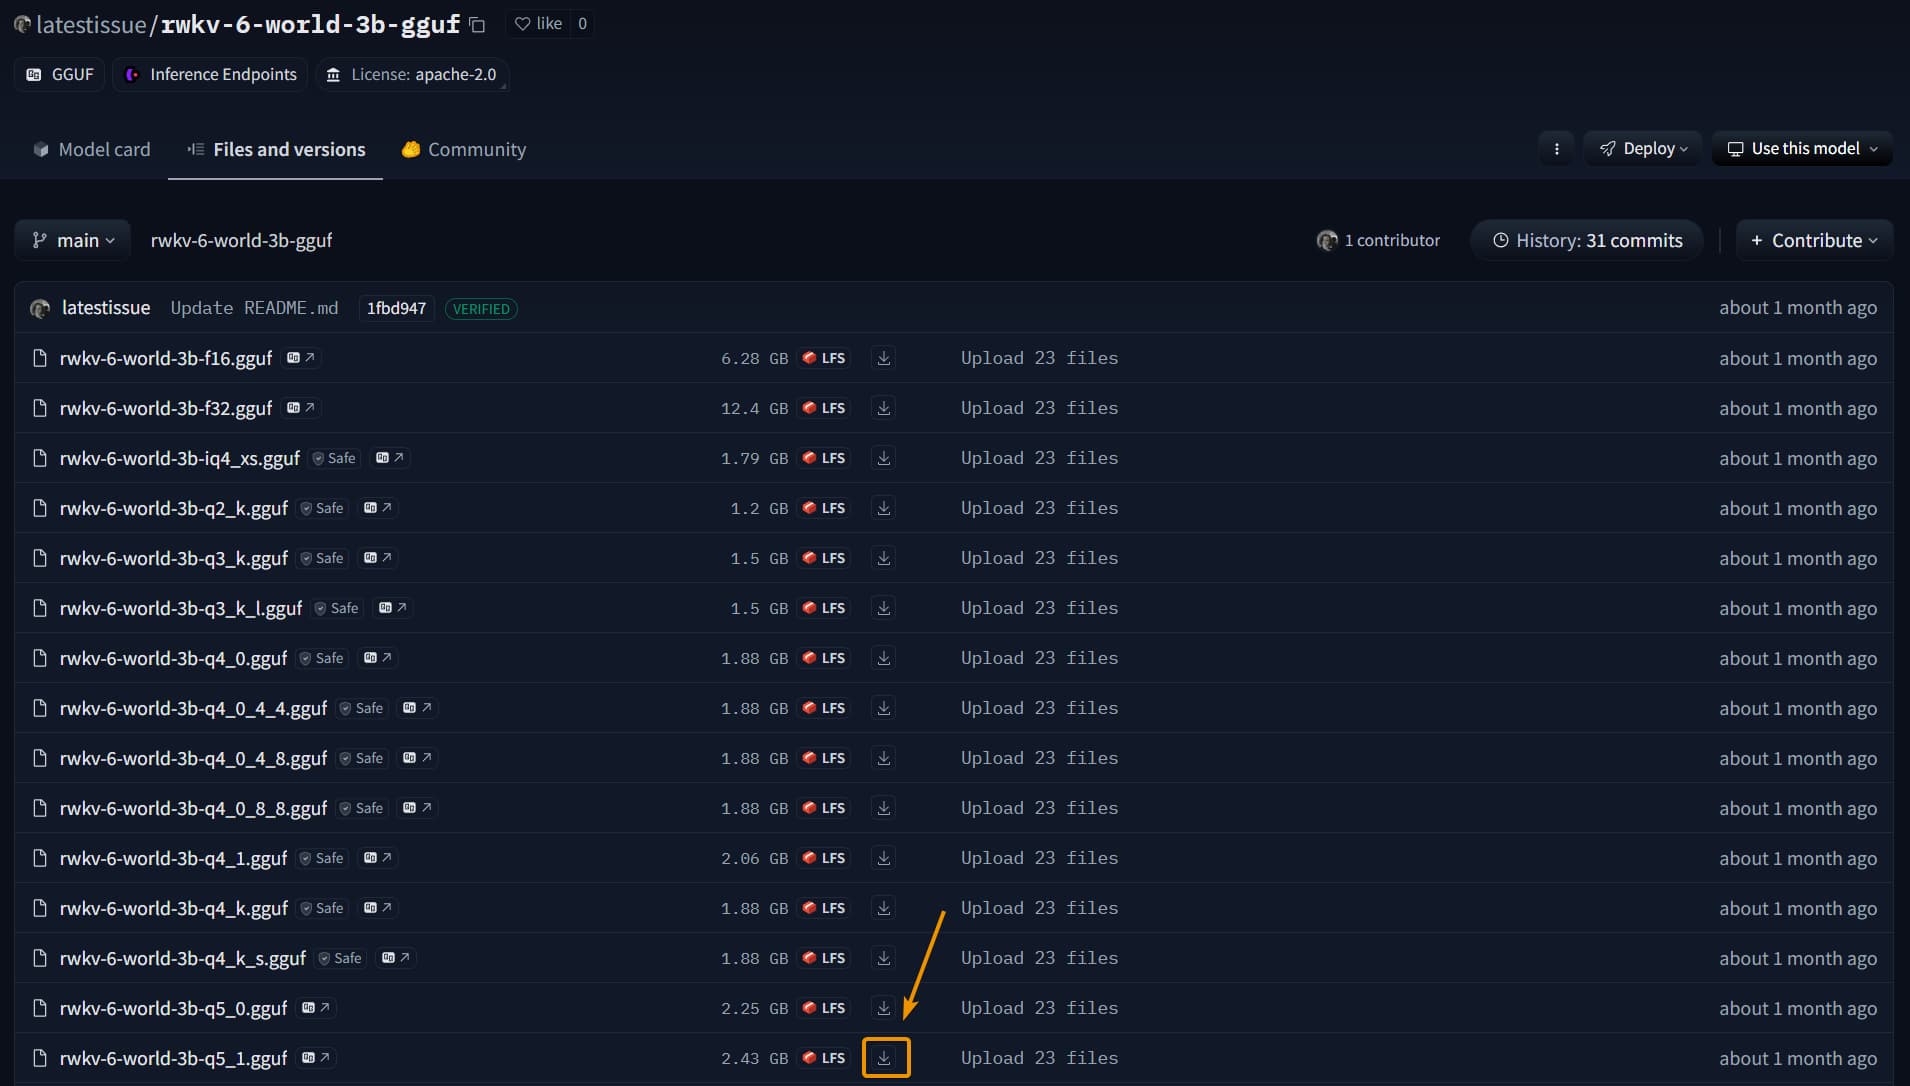 latestissue/rwkv-6-world-3b-gguf like 0
GGUF Inference Endpoints License: apache-2.0
Model card Files and versions Community Deploy Use this model
main rwkv-6-world-3b-gguf 1 contributor History: 31 commits + Contribute
latestissue Update README.md 1fbd947 VERIFIED about 1 month ago
rwkv-6-world-3b-f16.gguf 6.28 GB LFS Upload 23 files about 1 month ago
rwkv-6-world-3b-f32.gguf 12.4 GB LFS Upload 23 files about 1 month ago
rwkv-6-world-3b-iq4_xs.gguf Safe 1.79 GB LFS Upload 23 files about 1 month ago
rwkv-6-world-3b-q2_k.gguf Safe 1.2 GB LFS Upload 23 files about 1 month ago
rwkv-6-world-3b-q3_k.gguf Safe 1.5 GB LFS Upload 23 files about 1 month ago
rwkv-6-world-3b-q3_k_l.gguf Safe 1.5 GB LFS Upload 23 files about 1 month ago
rwkv-6-world-3b-q4_0.gguf Safe 1.88 GB LFS Upload 23 files about 1 month ago
rwkv-6-world-3b-q4_0_4_4.gguf Safe 1.88 GB LFS Upload 23 files about 1 month ago
rwkv-6-world-3b-q4_0_4_8.gguf Safe 1.88 GB LFS Upload 23 files about 1 month ago
rwkv-6-world-3b-q4_0_8_8.gguf Safe 1.88 GB LFS Upload 23 files about 1 month ago
rwkv-6-world-3b-q4_1.gguf Safe 2.06 GB LFS Upload 23 files about 1 month ago
rwkv-6-world-3b-q4_k.gguf Safe 1.88 GB LFS Upload 23 files about 1 month ago
rwkv-6-world-3b-q4_k_s.gguf Safe 1.88 GB LFS Upload 23 files about 1 month ago
rwkv-6-world-3b-q5_0.gguf 2.25 GB LFS Upload 23 files about 1 month ago
rwkv-6-world-3b-q5_1.gguf 2.43 GB LFS Upload 23 files about 1 month ago